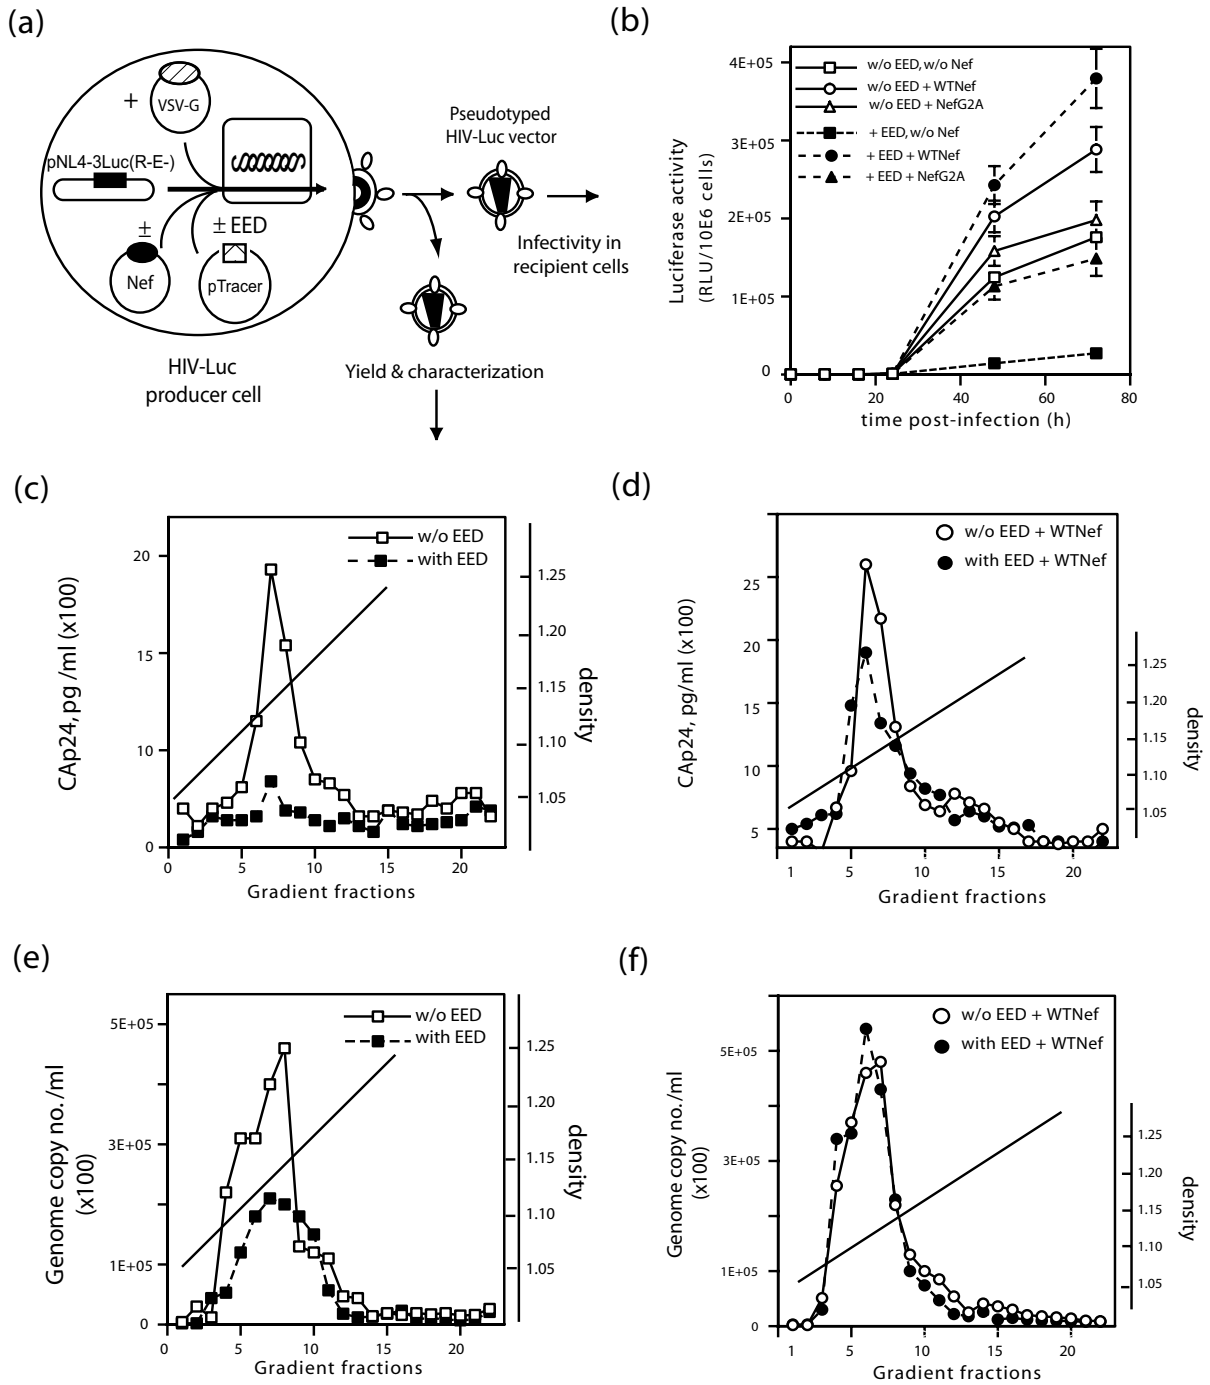 (a)
+
VSV-G
pNL4-3Luc(R-E-)
±
± EED
Nef
pTracer
HIV-Luc
producer cell
Pseudotyped
HIV-Luc vector
Infectivity in
recipient cells
Yield & characterization
(b)
Luciferase activity
(RLU/10E6 cells)
4E+05
3E+05
2E+05
1E+05
0
w/o EED, w/o Nef
w/o EED + WTNef
w/o EED + NefG2A
+ EED, w/o Nef
+ EED + WTNef
+ EED + NefG2A
0 20 40 60 80
time post-infection (h)
(c)
CAp24, pg /ml (x100)
20
15
10
0
w/o EED
with EED
1.25
1.20
1.15
1.10
1.05
density
0 5 10 15 20
Gradient fractions
(d)
CAp24, pg/ml (x100)
25
20
15
10
5
w/o EED + WTNef
with EED + WTNef
1.25
1.20
1.15
1.10
1.05
density
1 5 10 15 20
Gradient fractions
(e)
Genome copy no./ml
(x100)
5E+05
3E+05
1E+05
0
w/o EED
with EED
1.25
1.20
1.15
1.10
1.05
density
0 5 10 15 20
Gradient fractions
(f)
Genome copy no./ml
(x100)
5E+05
3E+05
1E+05
0
w/o EED + WTNef
with EED + WTNef
1.25
1.20
1.15
1.10
1.05
density
1 5 10 15 20
Gradient fractions